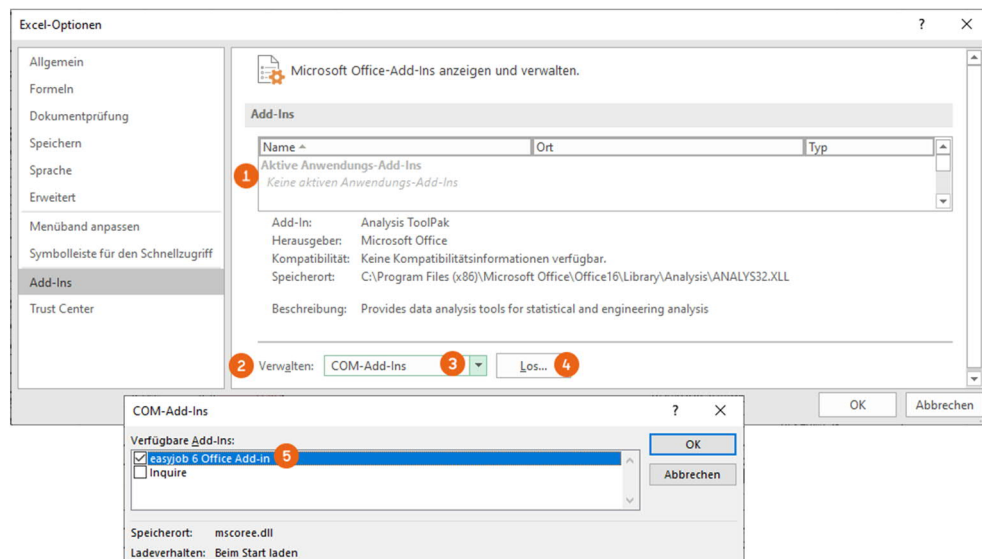 Excel-Optionen
Allgemein
Formeln
Dokumentprüfung
Speichern
Sprache
Erweitert
Menüband anpassen
Symbolleiste für den Schnellzugriff
Add-Ins
Trust Center
Microsoft Office-Add-Ins anzeigen und verwalten.
Add-Ins
Name Ort Typ
Aktive Anwendungs-Add-Ins
1 Keine aktiven Anwendungs-Add-Ins
Add-In: Analysis ToolPak
Herausgeber: Microsoft Office
Kompatibilität: Keine Kompatibilitätsinformationen verfügbar.
Speicherort: C:\Program Files (x86)\Microsoft Office\Office16\Library\Analysis\ANALYS32.XLL
Beschreibung: Provides data analysis tools for statistical and engineering analysis
2 Verwalten: COM-Add-Ins 3 Los... 4
OK Abbrechen
COM-Add-Ins ?
Verfügbare Add-Ins:
easyjob 6 Office Add-in 5
Inquire
OK
Abbrechen
Speicherort: mscoree.dll
Ladeverhalten: Beim Start laden